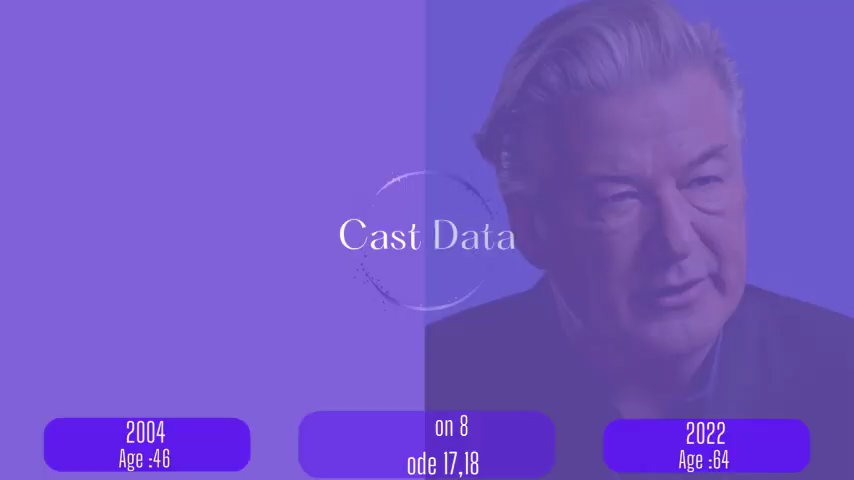 Cast Data
2004
Age :46
on 8
ode 17,18
2022
Age :64